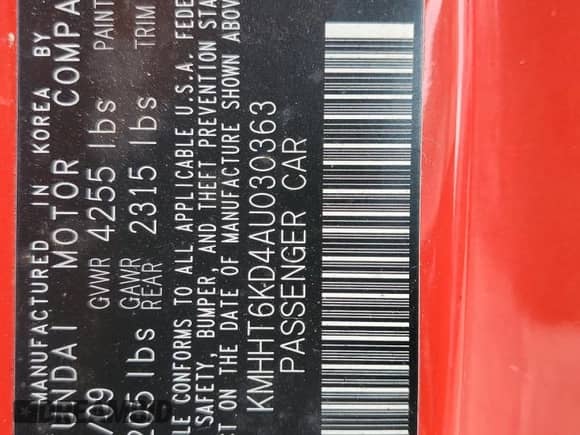 MANUFACTURED IN KOREA BY
UNDAI MOTOR COMPA
/09 GVWR 4255 lbs PAINT
205 lbs GAWR REAR 2315 lbs TRIM
LE CONFORMS TO ALL APPLICABLE U.S.A. FEDE
SAFETY, BUMPER, AND THEFT PREVENTION STA
CT ON THE DATE OF MANUFACTURE SHOWN ABOV
KMHHT6KD4AU030363
PASSENGER CAR